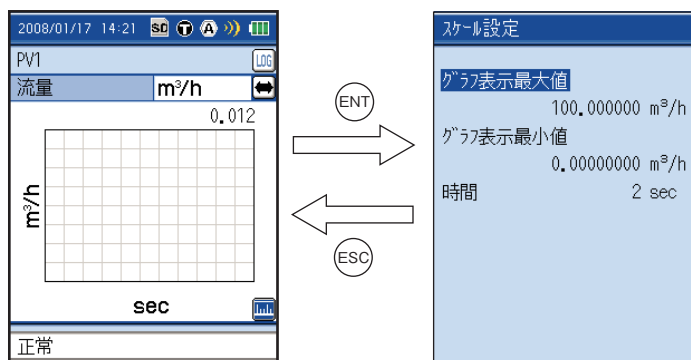 2008/01/17 14:21 SD T A
PV1 LOG
流量 m³/h
0.012
m³/h
sec
正常
ENT
ESC
スケール設定
グラフ表示最大値
100.000000 m³/h
グラフ表示最小値
0.00000000 m³/h
時間 2 sec